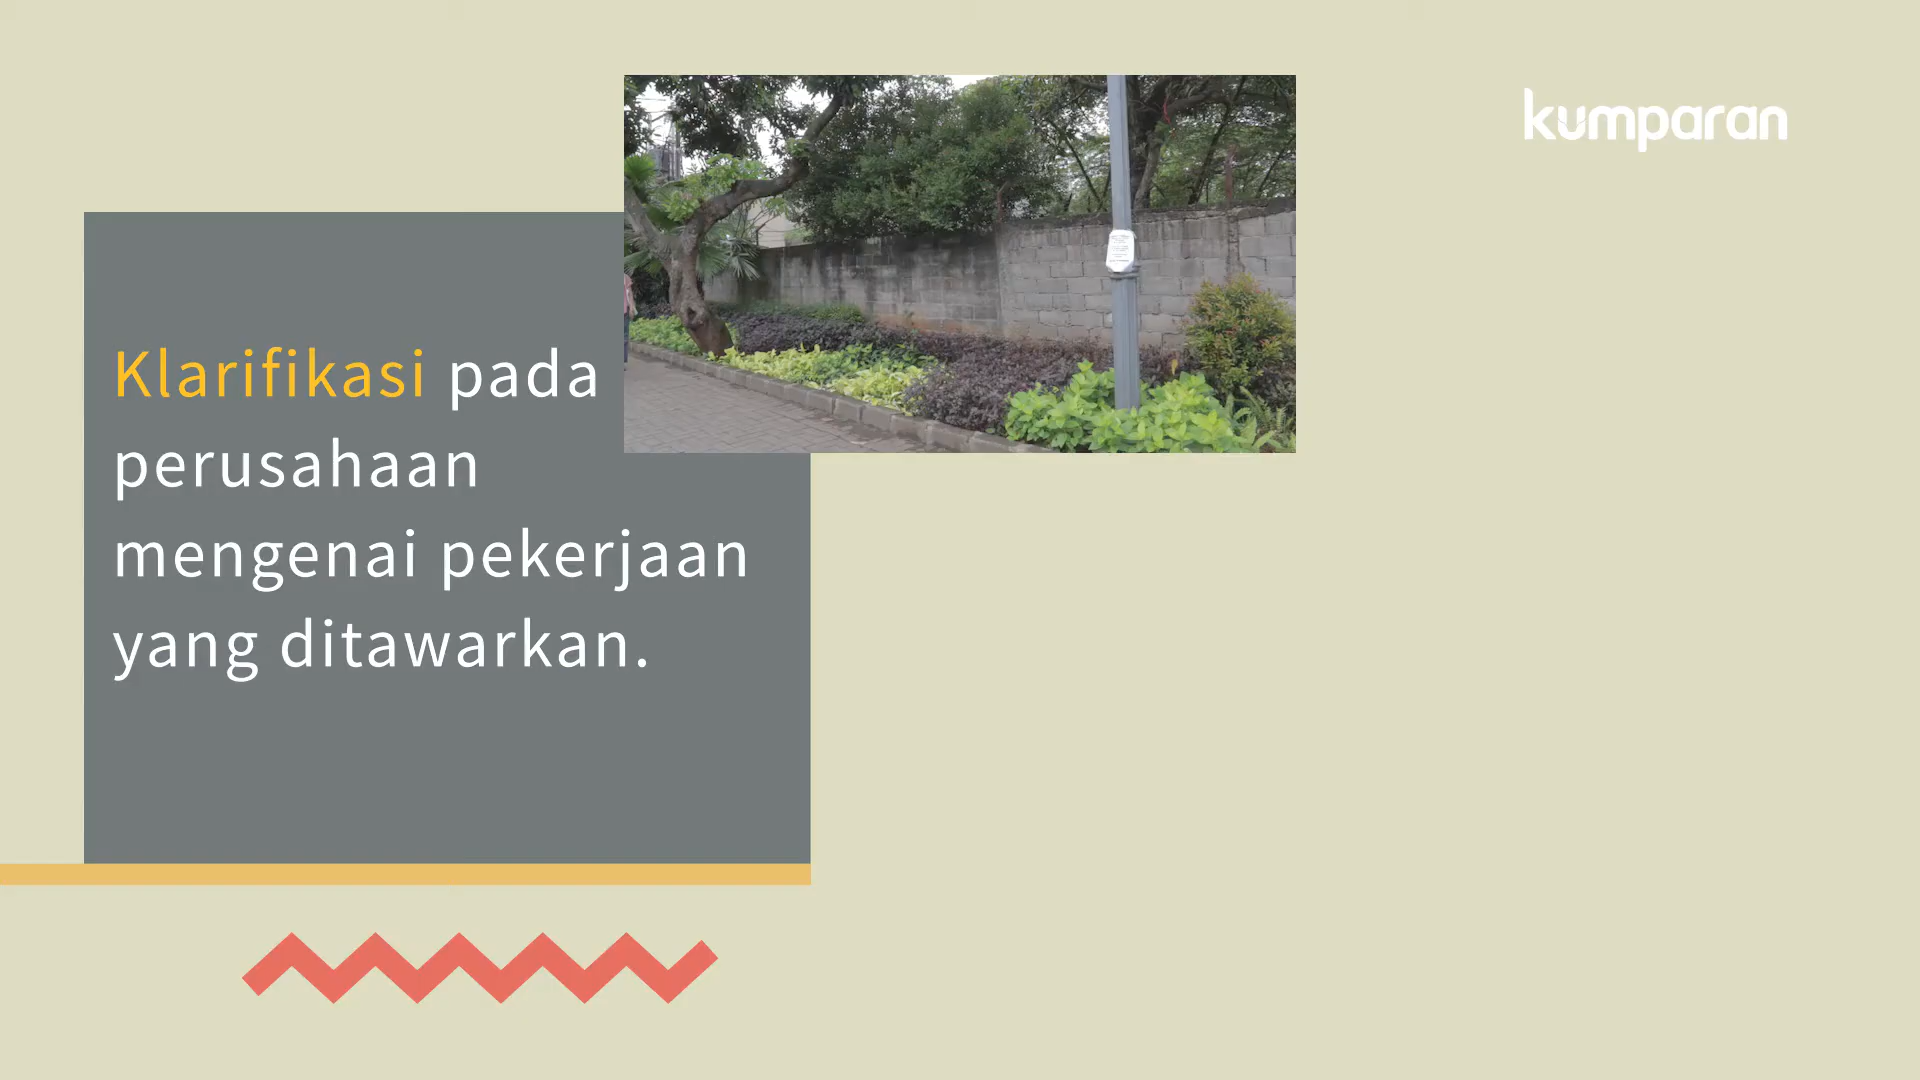 kumparan
Klarifikasi pada
perusahaan
mengenai pekerjaan
yang ditawarkan.